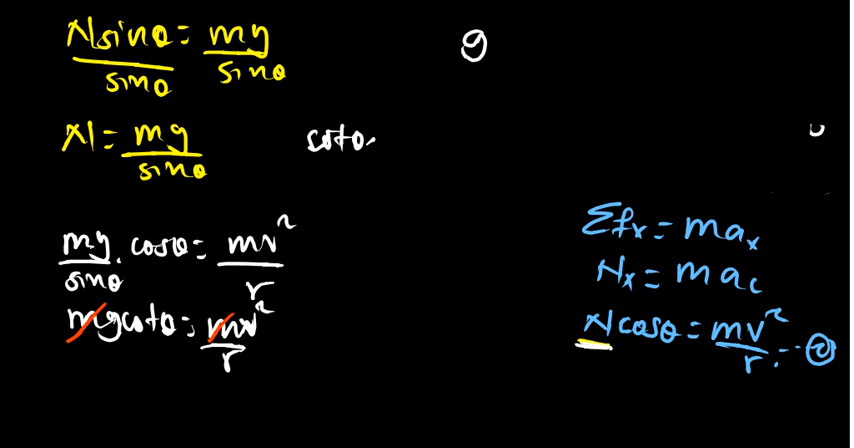 Nsinθ = mg
sinθ sinθ
N = mg
sinθ
cotθ
mg . cosθ = mv²
sinθ r
mgcotθ = mv²
r
g
Σfx = max
Nx = mac
Ncosθ = mv²
r --- ②